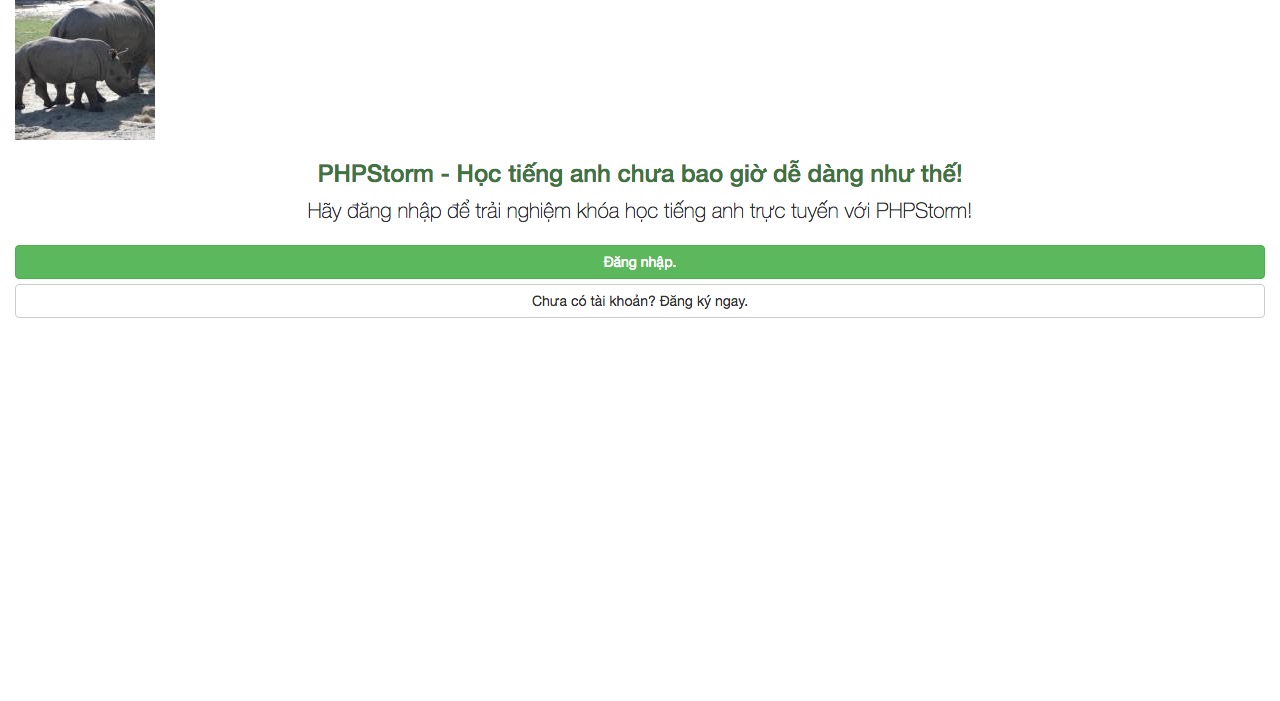 PHPStorm - Học tiếng anh chưa bao giờ dễ dàng như thế!
Hãy đăng nhập để trải nghiệm khóa học tiếng anh trực tuyến với PHPStorm!
Đăng nhập.
Chưa có tài khoản? Đăng ký ngay.